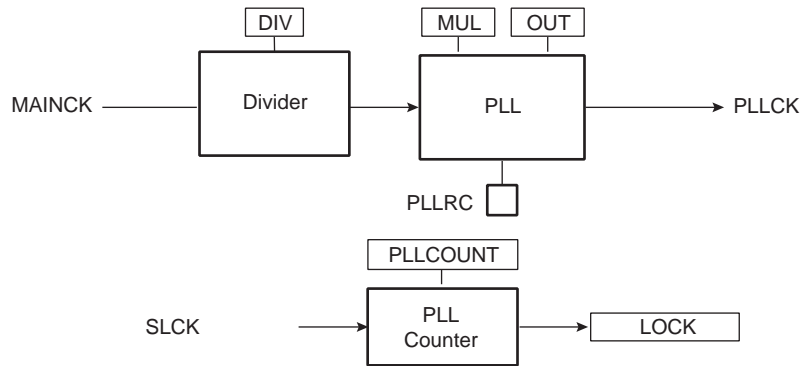 DIV
MUL
OUT
MAINCK
Divider
PLL
PLLCK
PLLRC
PLLCOUNT
SLCK
PLL
Counter
LOCK